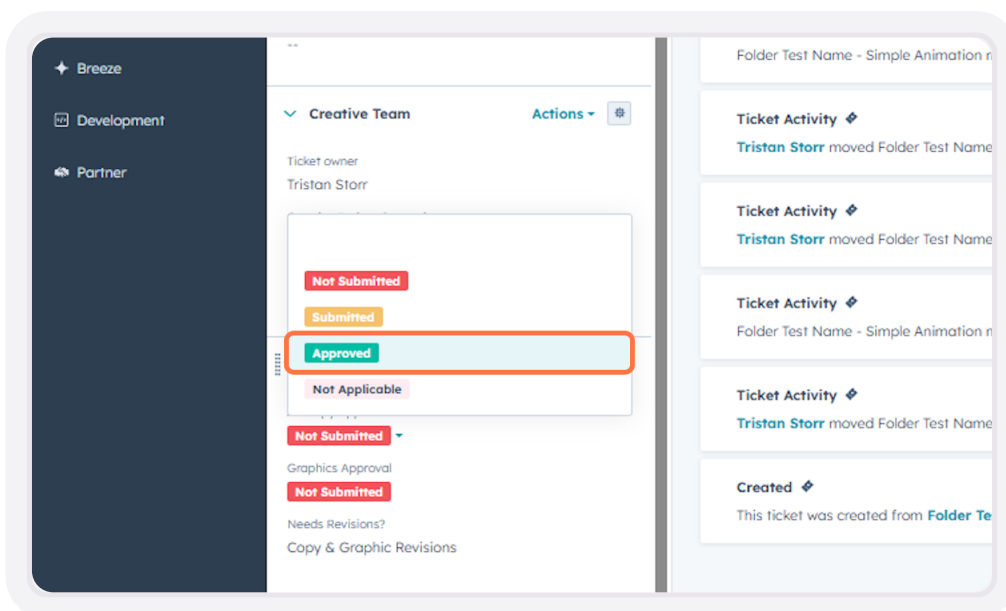 --
Breeze
Development
Partner
Creative Team
Actions
Ticket owner
Tristan Storr
Not Submitted
Submitted
Approved
Not Applicable
Not Submitted
Graphics Approval
Not Submitted
Needs Revisions?
Copy & Graphic Revisions
Folder Test Name - Simple Animation
Ticket Activity
Tristan Storr moved Folder Test Name
Ticket Activity
Tristan Storr moved Folder Test Name
Ticket Activity
Folder Test Name - Simple Animation
Ticket Activity
Tristan Storr moved Folder Test Name
Created
This ticket was created from Folder Te